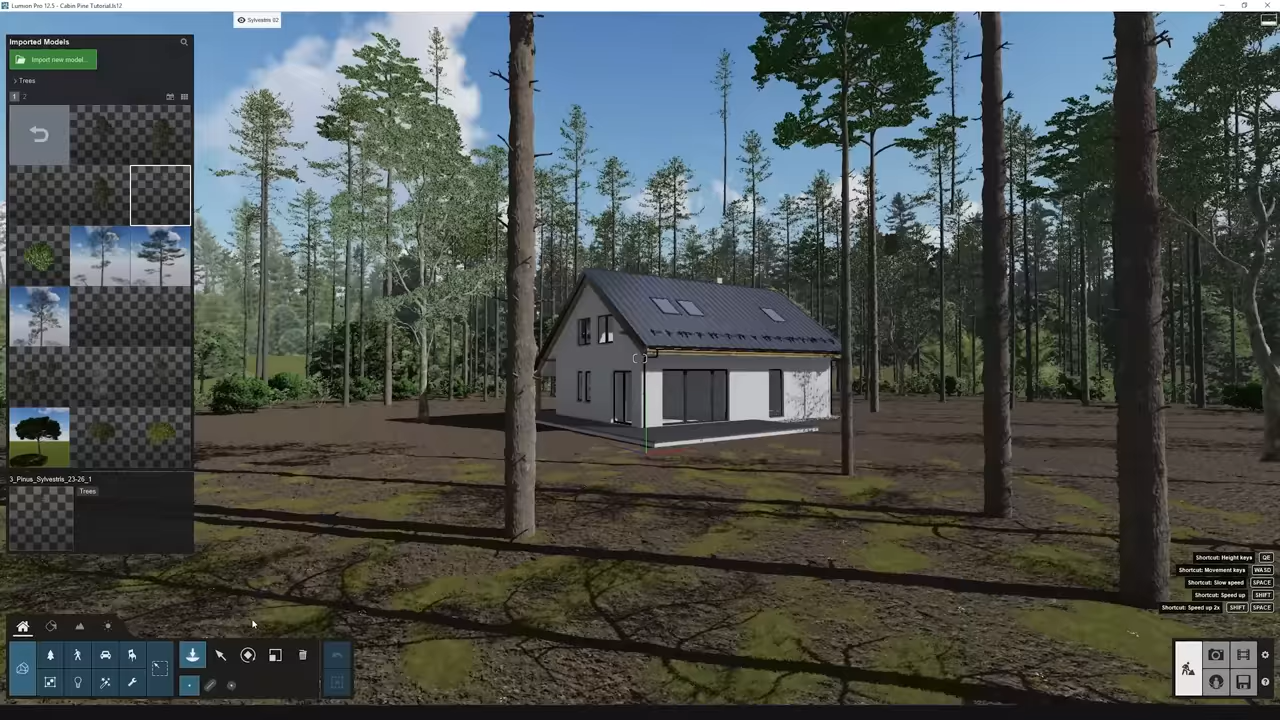 Lumion Pro 12.5 - Cabin Pine Tutorial.ls12
Sylvestris 02
Imported Models
Import new model...
Trees
1 2
3_Pinus_Sylvestris_23-26_1
Trees
Shortcut: Height keys QE
Shortcut: Movement keys WASD
Shortcut: Slow speed SPACE
Shortcut: Speed up SHIFT
Shortcut: Speed up 2x SHIFT SPACE